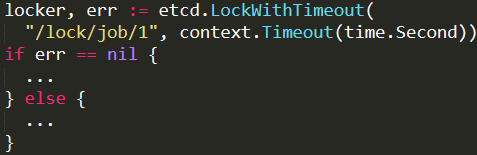 locker, err := etcd.LockWithTimeout(
  "/lock/job/1", context.Timeout(time.Second))
if err == nil {
  ...
} else {
  ...
}